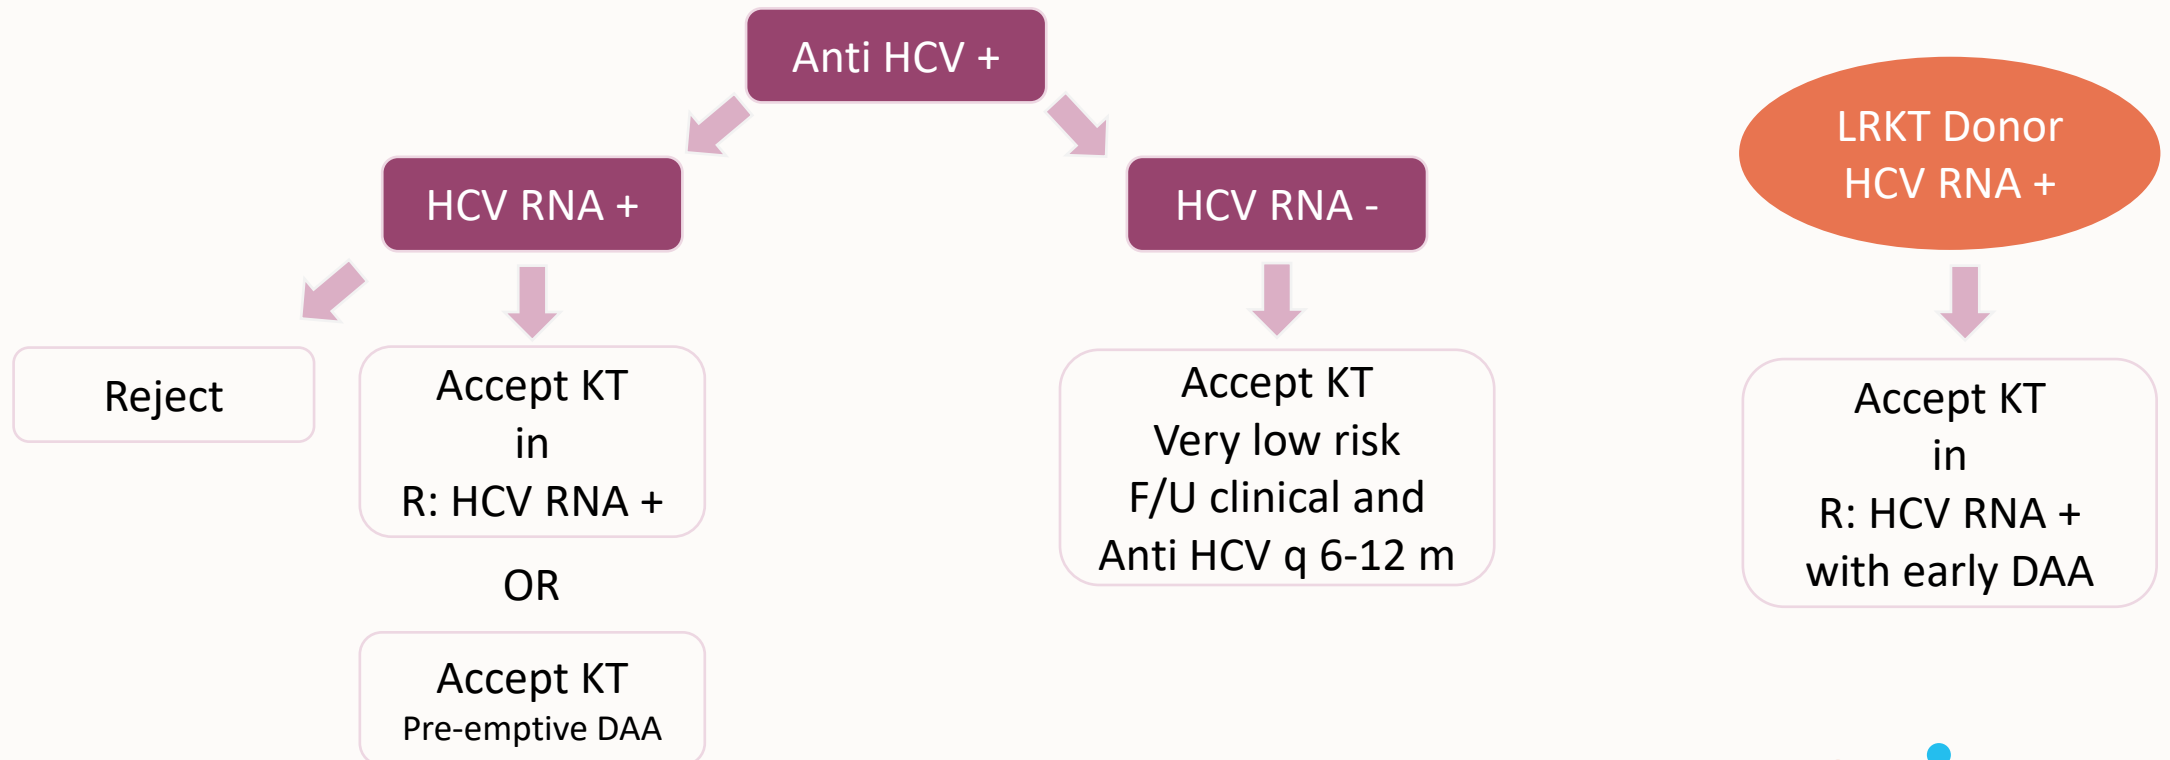 Anti HCV +
HCV RNA +
HCV RNA -
LRKT Donor
HCV RNA +
Reject
Accept KT
in
R: HCV RNA +
OR
Accept KT
Pre-emptive DAA
Accept KT
Very low risk
F/U clinical and
Anti HCV q 6-12 m
Accept KT
in
R: HCV RNA +
with early DAA